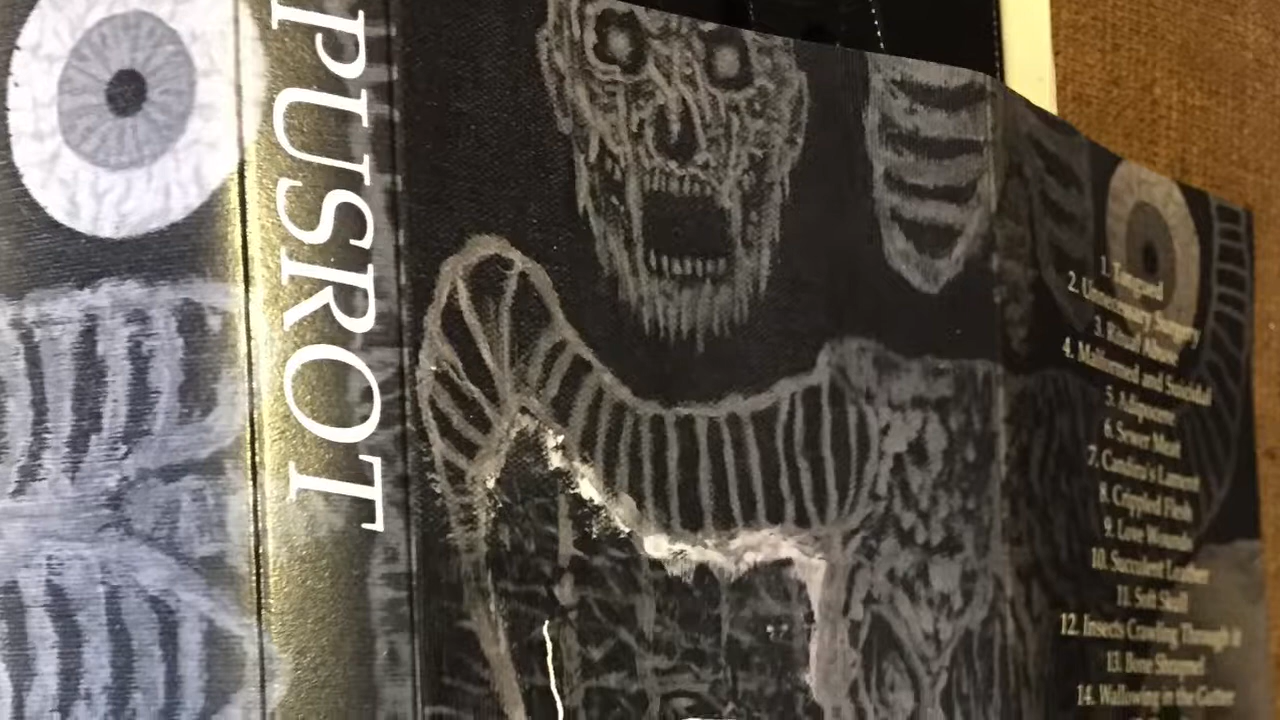 PUSROT
1. Tongued
2. Unnecessary Surgery
3. Ritual Abuse
4. Malformed and Suicidal
5. Adipocere
6. Sewer Meat
7. Candira's Lament
8. Crippled Flesh
9. Love Wounds
10. Succulent Leather
11. Soft Skull
12. Insects Crawling Through it
13. Bone Shrapnel
14. Wallowing in the Gutter